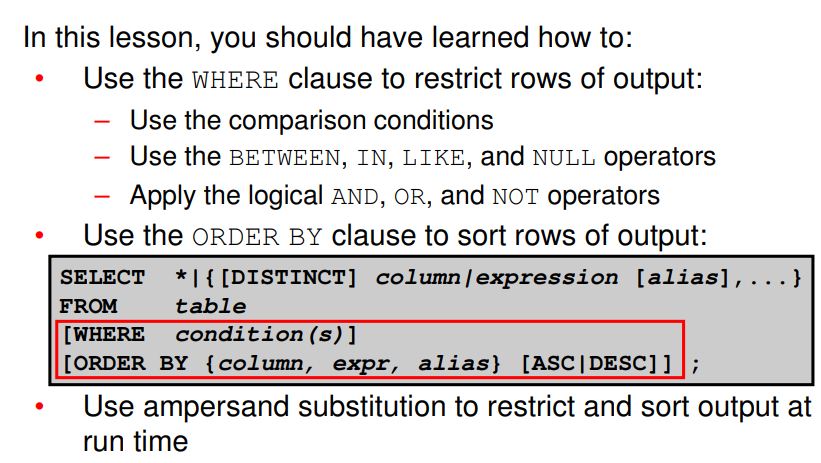 In this lesson, you should have learned how to:
• Use the WHERE clause to restrict rows of output:
– Use the comparison conditions
– Use the BETWEEN, IN, LIKE, and NULL operators
– Apply the logical AND, OR, and NOT operators
• Use the ORDER BY clause to sort rows of output:
SELECT *|{[DISTINCT] column|expression [alias],...}
FROM table
[WHERE condition(s)]
[ORDER BY {column, expr, alias} [ASC|DESC]] ;
• Use ampersand substitution to restrict and sort output at
run time